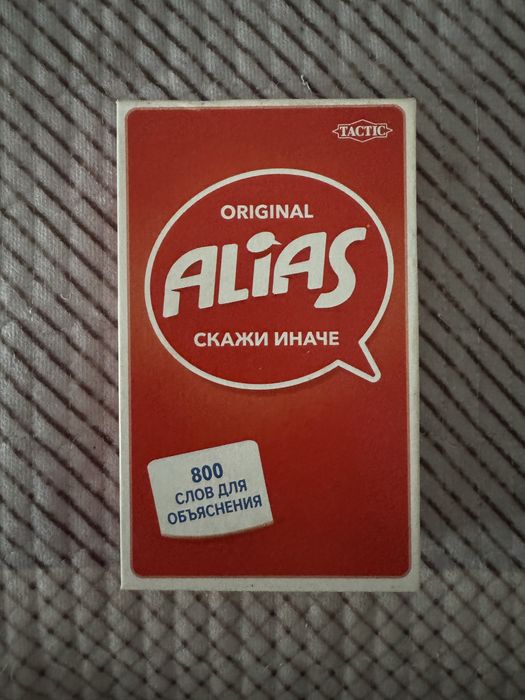 TACTIC
ORIGINAL
ALiAS
СКАЖИ ИНАЧЕ
800
СЛОВ ДЛЯ
ОБЪЯСНЕНИЯ